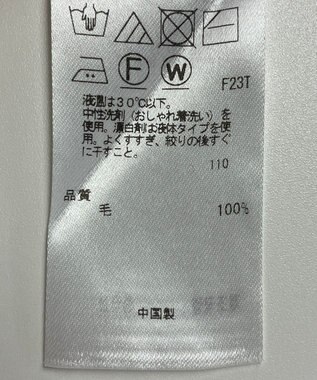 F W
F23T
液温は30℃以下。
中性洗剤（おしゃれ着洗い）を
使用。漂白剤は液体タイプを使
用。よくすすぎ、絞りの後すぐ
に干すこと。
110
品質
毛 100%
中国製